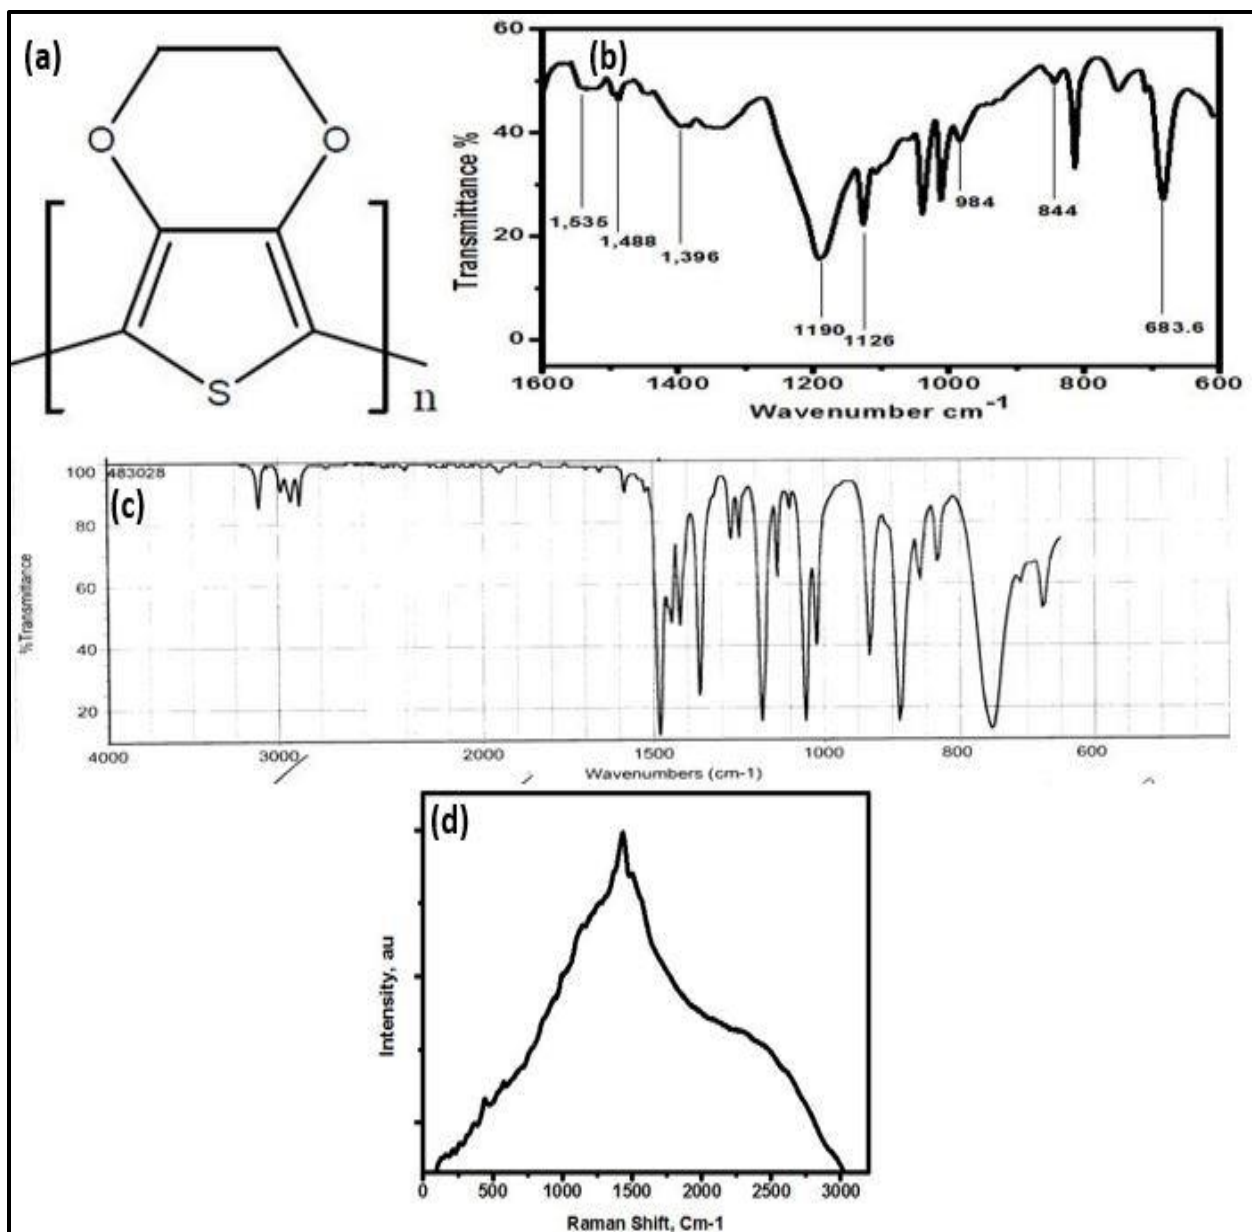 (a)
O
O
S
n
(b)
Transmittance %
60
40
20
0
1,535
1,488
1,396
1190
1126
984
844
683.6
1600
1400
1200
1000
800
600
Wavenumber cm-1
(c)
483028
%Transmittance
100
80
60
40
20
4000
3000
2000
1500
1000
800
600
Wavenumbers (cm-1)
(d)
Intensity, au
0
500
1000
1500
2000
2500
3000
Raman Shift, Cm-1